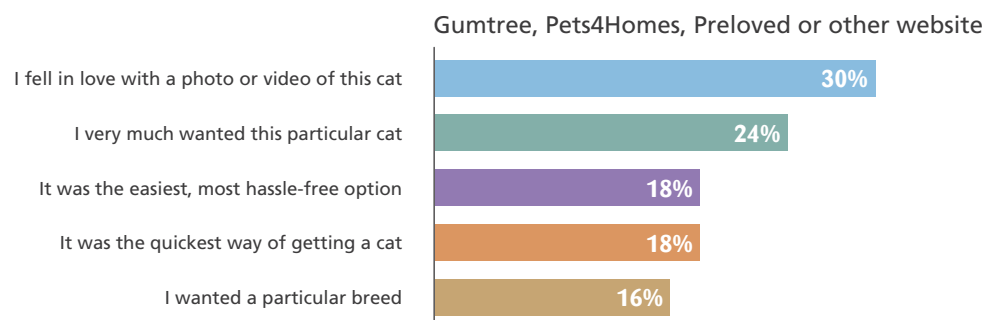 Gumtree, Pets4Homes, Preloved or other website
I fell in love with a photo or video of this cat 30%
I very much wanted this particular cat 24%
It was the easiest, most hassle-free option 18%
It was the quickest way of getting a cat 18%
I wanted a particular breed 16%